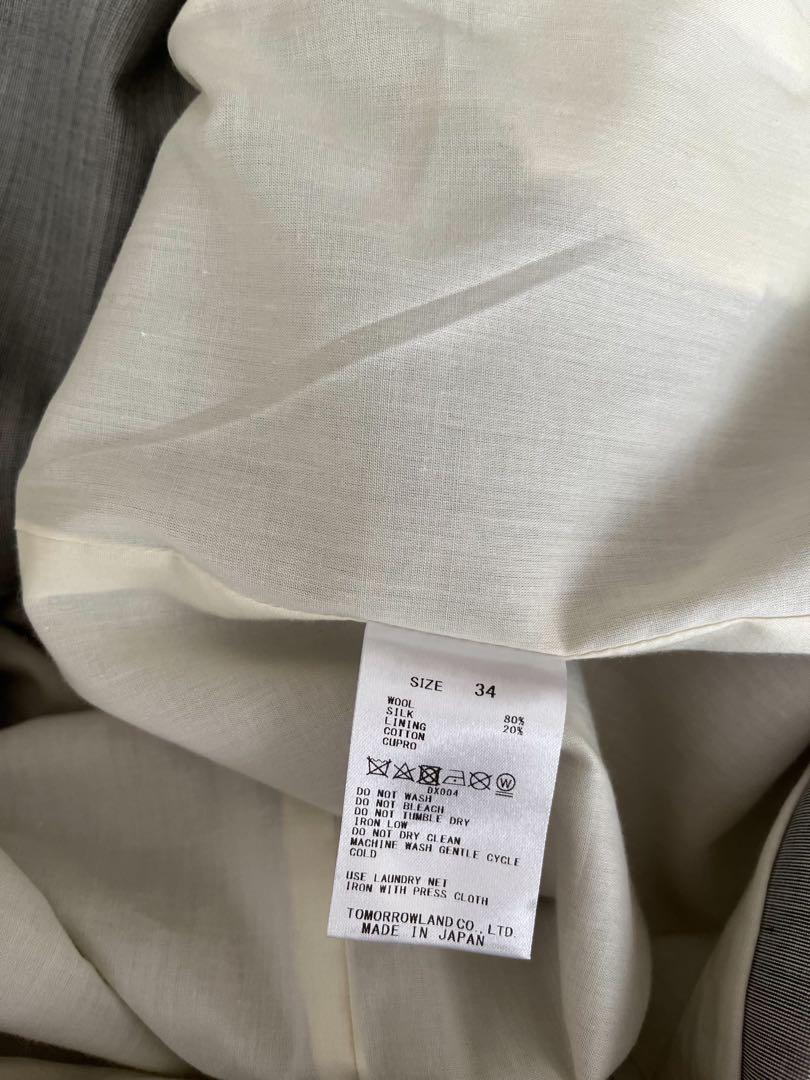 SIZE 34
WOOL 80%
SILK 20%
LINING
COTTON
CUPRO
W
DX004
DO NOT WASH
DO NOT BLEACH
DO NOT TUMBLE DRY
IRON LOW
DO NOT DRY CLEAN
MACHINE WASH GENTLE CYCLE
COLD
USE LAUNDRY NET
IRON WITH PRESS CLOTH
TOMORROWLAND CO., LTD.
MADE IN JAPAN